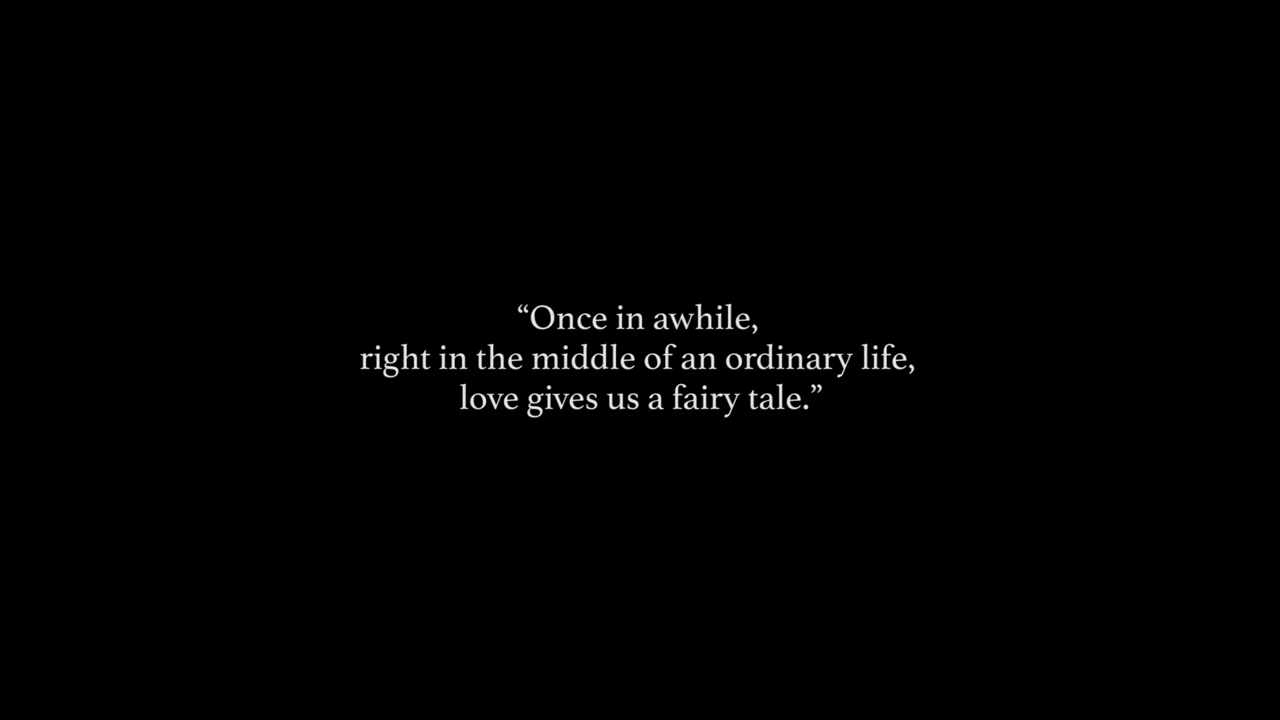 “Once in awhile,
right in the middle of an ordinary life,
love gives us a fairy tale.”